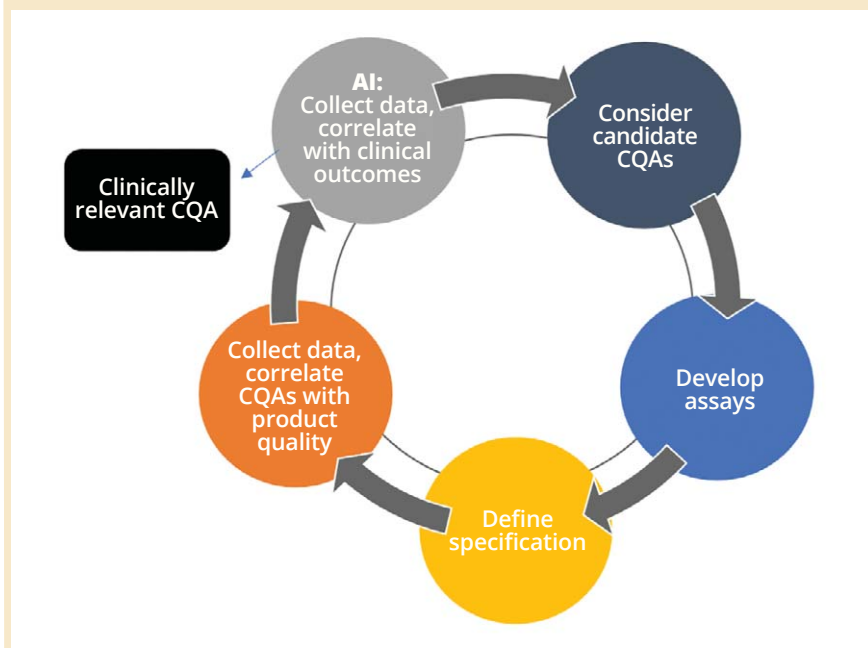 AI:
Collect data,
correlate
with clinical
outcomes
Consider
candidate
CQAs
Clinically
relevant CQA
Develop
assays
Define
specification
Collect data,
correlate
CQAs with
product
quality